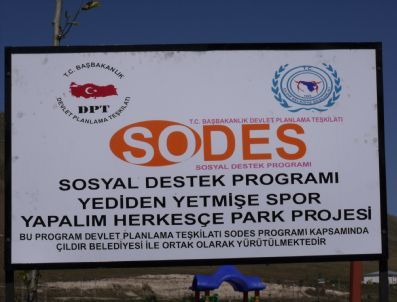 T.C. BAŞBAKANLIK
DPT
DEVLET PLANLAMA TEŞKİLATI
T.C. BAŞBAKANLIK DEVLET PLANLAMA TEŞKİLATI
SODES
SOSYAL DESTEK PROGRAMI
SOSYAL DESTEK PROGRAMI
YEDİDEN YETMİŞE SPOR
YAPALIM HERKESÇE PARK PROJESİ
BU PROGRAM DEVLET PLANLAMA TEŞKİLATI SODES PROGRAMI KAPSAMINDA
ÇILDIR BELEDİYESİ İLE ORTAK OLARAK YÜRÜTÜLMEKTEDİR